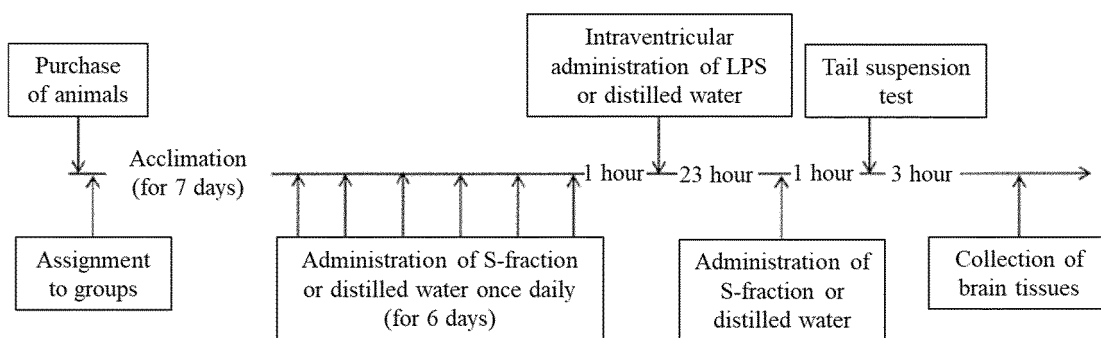 Purchase
of animals
Intraventricular
administration of LPS
or distilled water
Tail suspension
test
Acclimation
(for 7 days)
1 hour
23 hour
1 hour
3 hour
Assignment
to groups
Administration of S-fraction
or distilled water once daily
(for 6 days)
Administration of
S-fraction or
distilled water
Collection of
brain tissues